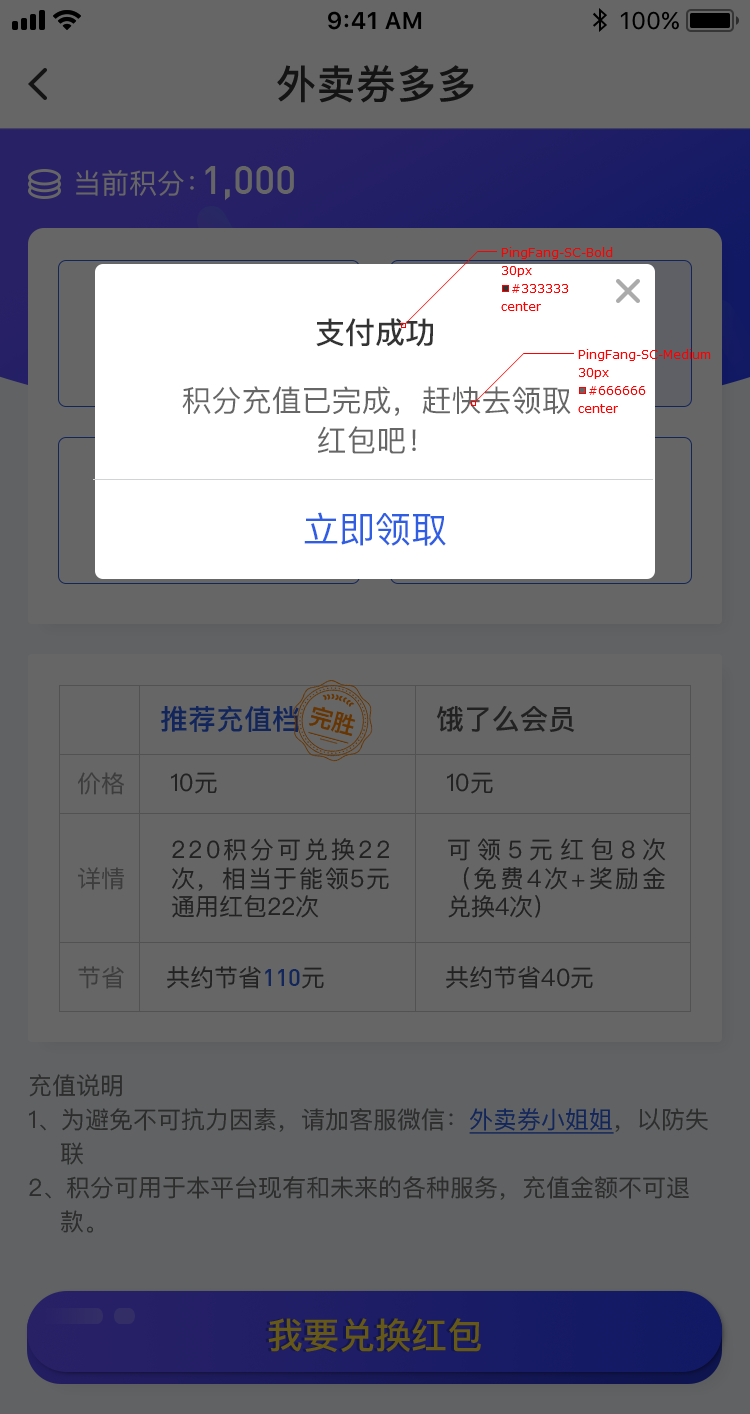 9:41 AM
100%
外卖券多多
当前积分:1,000
PingFang-SC-Bold
30px
#333333
center
支付成功
PingFang-SC-Medium
30px
#666666
center
积分充值已完成，赶快去领取
红包吧！
立即领取
推荐充值档
完胜
饿了么会员
价格
10元
10元
详情
220积分可兑换22
次，相当于能领5元
通用红包22次
可领5元红包8次
（免费4次+奖励金
兑换4次）
节省
共约节省110元
共约节省40元
充值说明
1、为避免不可抗力因素，请加客服微信：外卖券小姐姐，以防失
联
2、积分可用于本平台现有和未来的各种服务，充值金额不可退
款。
我要兑换红包